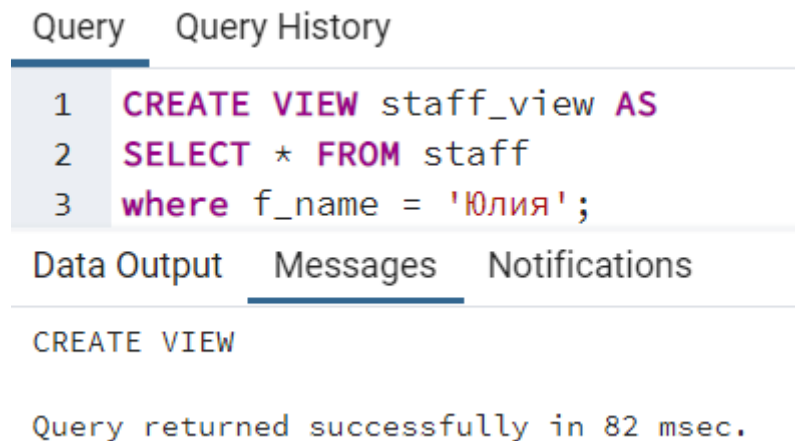 Query Query History
1 CREATE VIEW staff_view AS
2 SELECT * FROM staff
3 where f_name = 'Юлия';
Data Output Messages Notifications
CREATE VIEW
Query returned successfully in 82 msec.